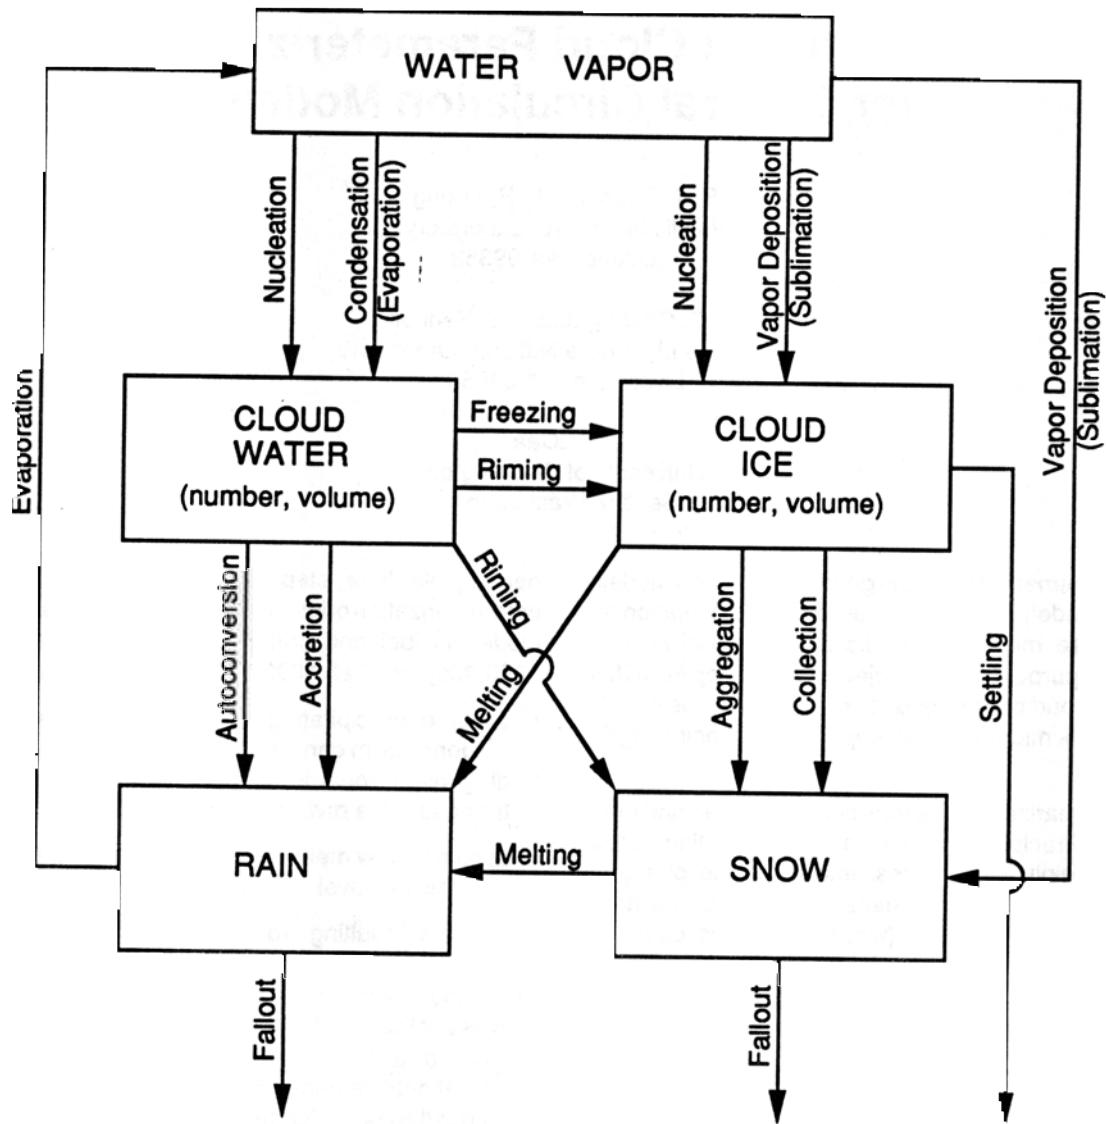 WATER VAPOR
Nucleation
Condensation
(Evaporation)
Nucleation
Vapor Deposition
(Sublimation)
Vapor Deposition
(Sublimation)
Evaporation
CLOUD
WATER
(number, volume)
Freezing
Riming
CLOUD
ICE
(number, volume)
Autoconversion
Accretion
Riming
Melting
Aggregation
Collection
Settling
RAIN
Melting
SNOW
Fallout
Fallout